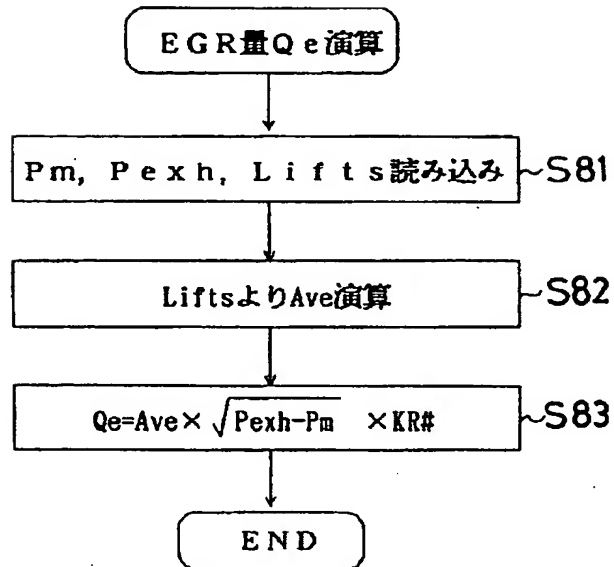 EGR量Qe演算
Pm, Pexh, Lifts読み込み
~S81
LiftsよりAve演算
~S82
Qe=Ave×√Pexh-Pm ×KR#
~S83
END